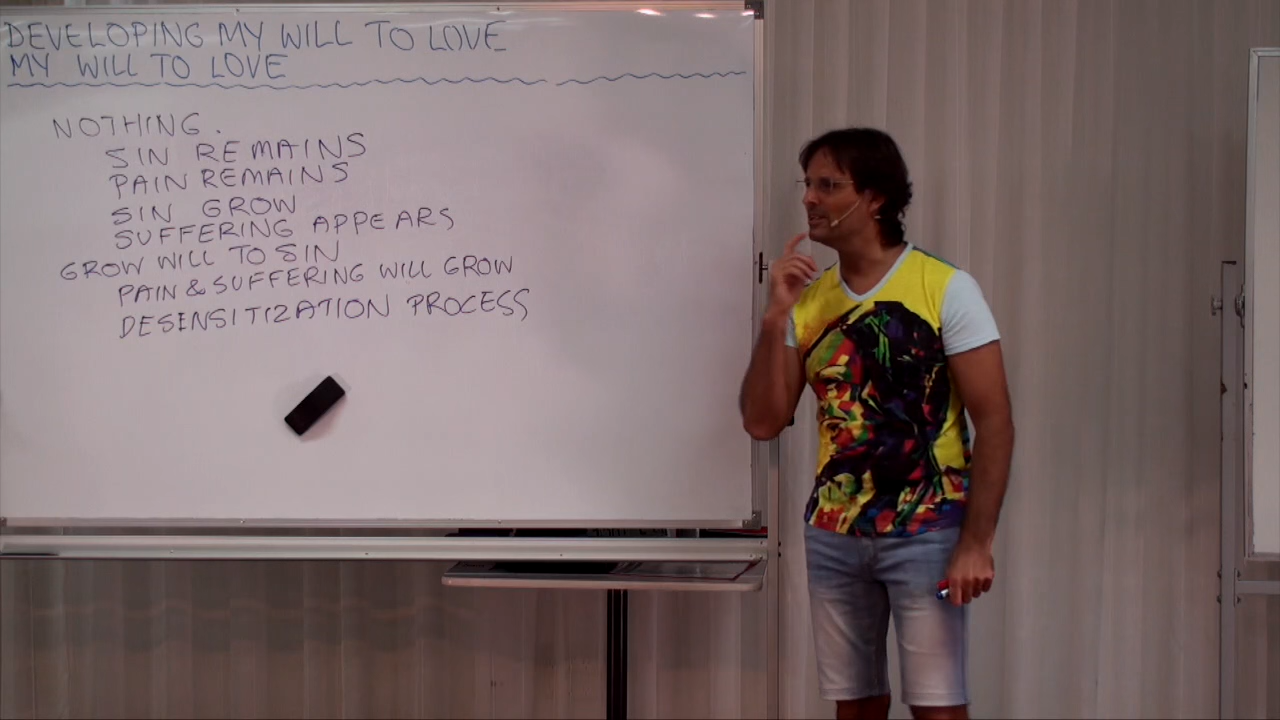 DEVELOPING MY WILL TO LOVE
MY WILL TO LOVE
NOTHING.
SIN REMAINS
PAIN REMAINS
SIN GROW
SUFFERING APPEARS
GROW WILL TO SIN
PAIN & SUFFERING WILL GROW
DESENSITIZATION PROCESS